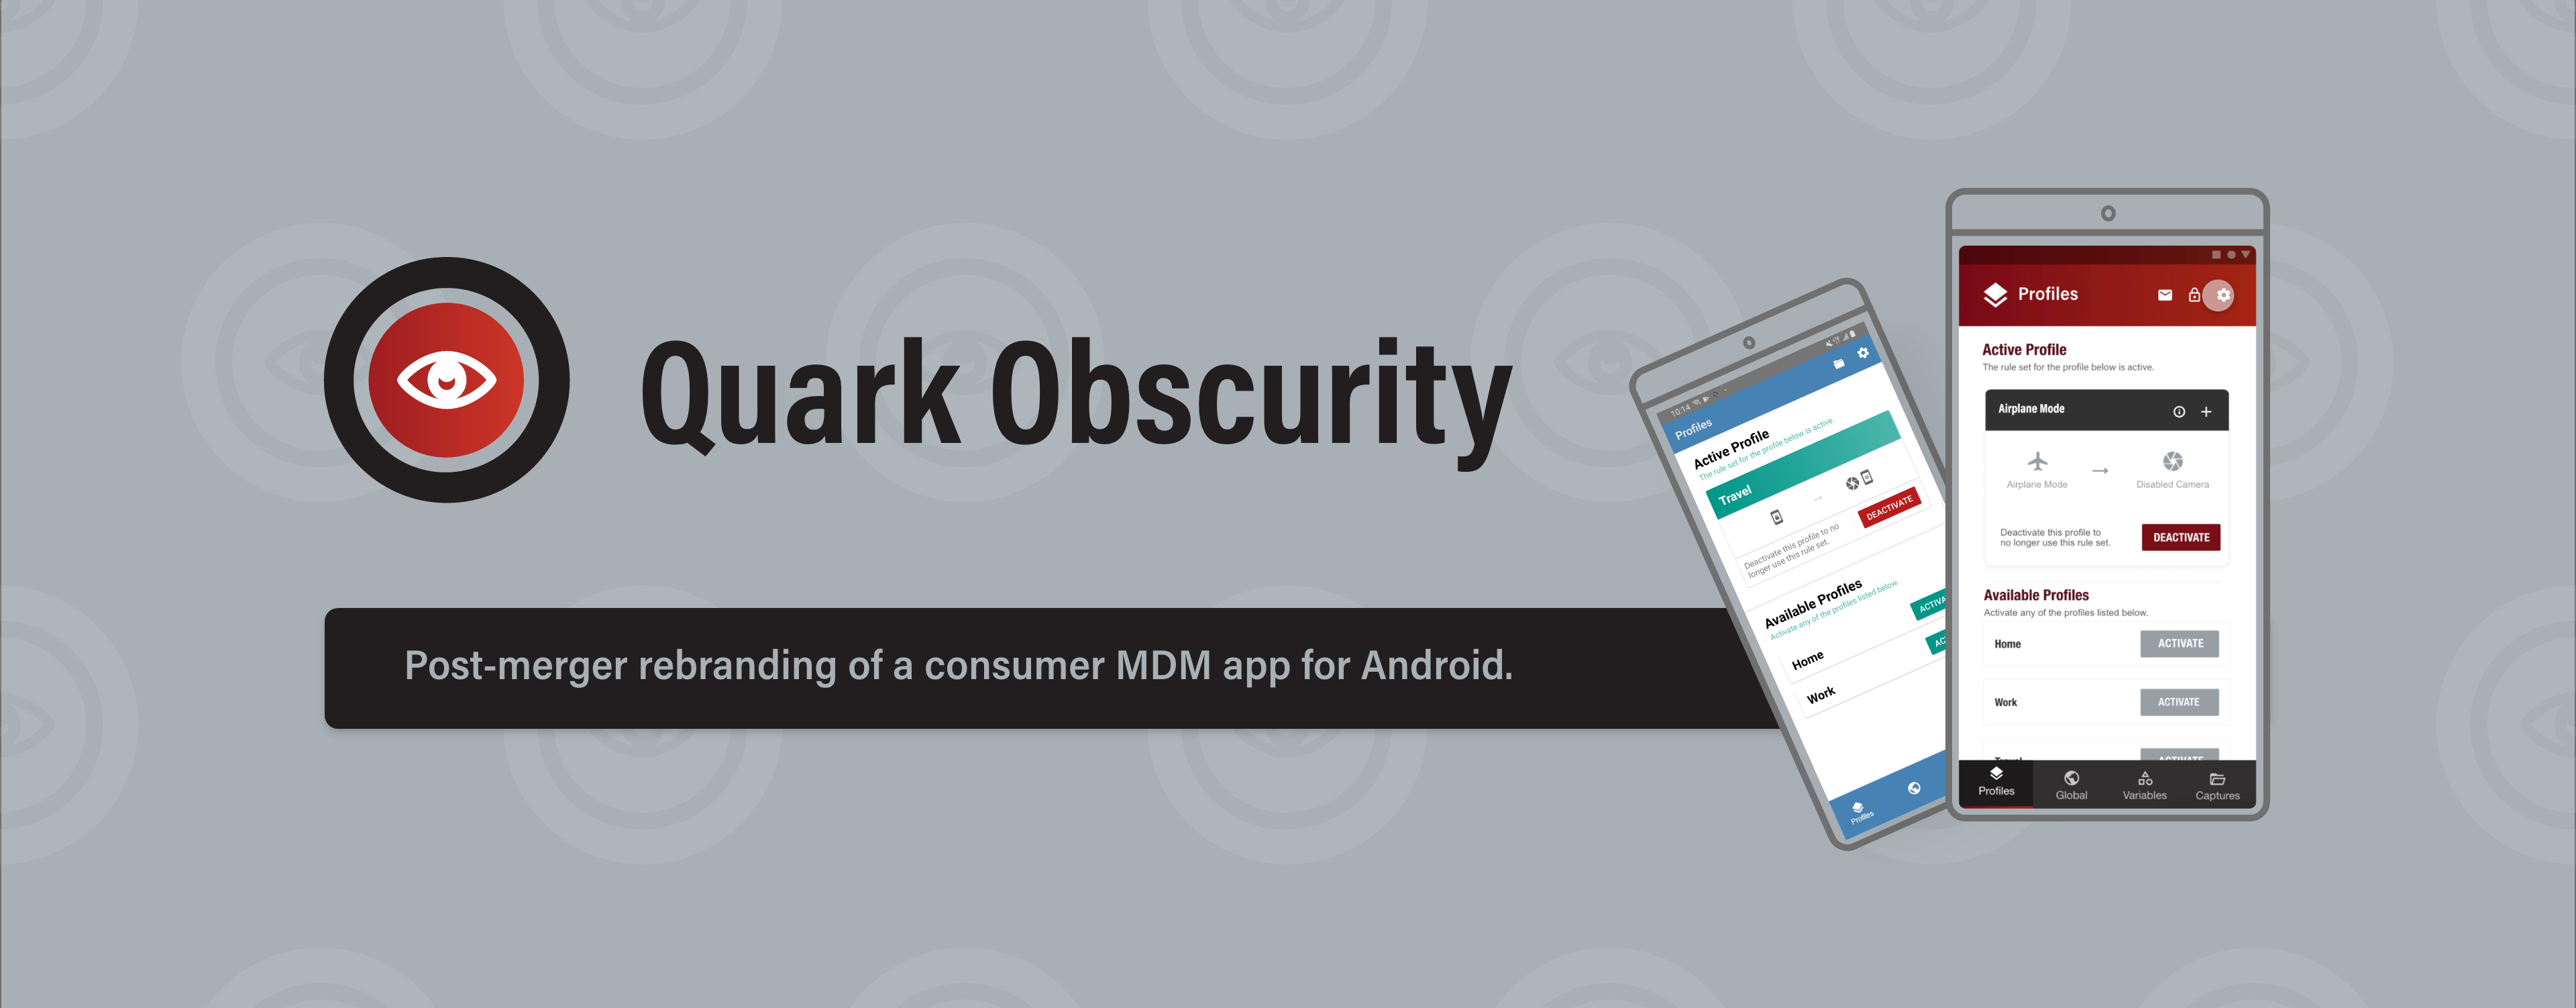 Quark Obscurity
Post-merger rebranding of a consumer MDM app for Android.
10:14
Profiles
Active Profile
The rule set for the profile below is active.
Travel
Deactivate this profile to no
longer use this rule set.
DEACTIVATE
Available Profiles
Activate any of the profiles listed below.
Home
Work
Profiles
Profiles
Active Profile
The rule set for the profile below is active.
Airplane Mode
Airplane Mode
Disabled Camera
Deactivate this profile to
no longer use this rule set.
DEACTIVATE
Available Profiles
Activate any of the profiles listed below.
Home
ACTIVATE
Work
ACTIVATE
Profiles
Global
Variables
Captures